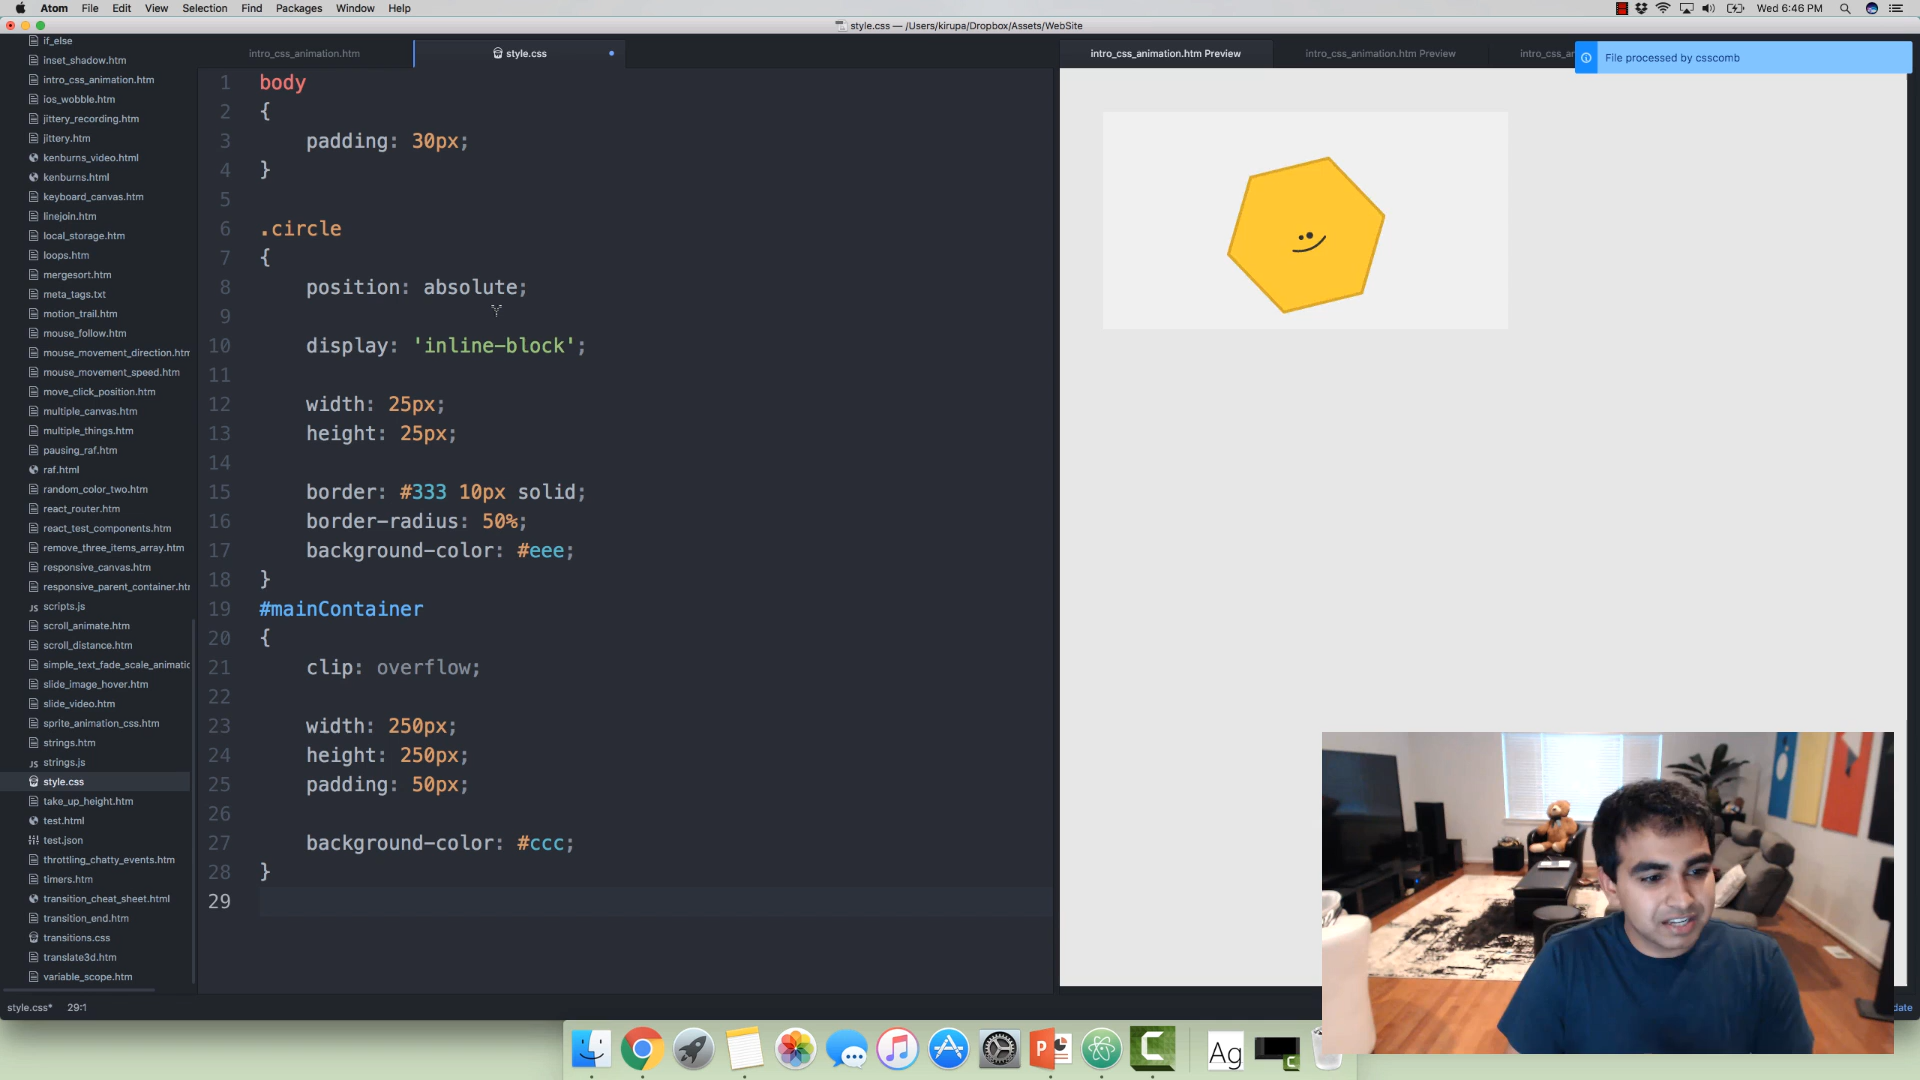 Atom File Edit View Selection Find Packages Window Help
Wed 6:46 PM
style.css — /Users/kirupa/Dropbox/Assets/WebSite
if_else
inset_shadow.htm
intro_css_animation.htm
ios_wobble.htm
jittery_recording.htm
jittery.htm
kenburns_video.html
kenburns.html
keyboard_canvas.htm
linejoin.htm
local_storage.htm
loops.htm
mergesort.htm
meta_tags.txt
motion_trail.htm
mouse_follow.htm
mouse_movement_direction.htm
mouse_movement_speed.htm
move_click_position.htm
multiple_canvas.htm
multiple_things.htm
pausing_raf.htm
raf.html
random_color_two.htm
react_router.htm
react_test_components.htm
remove_three_items_array.htm
responsive_canvas.htm
responsive_parent_container.htm
JS scripts.js
scroll_animate.htm
scroll_distance.htm
simple_text_fade_scale_animatic
slide_image_hover.htm
slide_video.htm
sprite_animation_css.htm
strings.htm
JS strings.js
style.css
take_up_height.htm
test.html
test.json
throttling_chatty_events.htm
timers.htm
transition_cheat_sheet.html
transition_end.htm
transitions.css
translate3d.htm
variable_scope.htm
intro_css_animation.htm
style.css
1 body
2 {
3 padding: 30px;
4 }
5
6 .circle
7 {
8 position: absolute;
9
10 display: 'inline-block';
11
12 width: 25px;
13 height: 25px;
14
15 border: #333 10px solid;
16 border-radius: 50%;
17 background-color: #eee;
18 }
19 #mainContainer
20 {
21 clip: overflow;
22
23 width: 250px;
24 height: 250px;
25 padding: 50px;
26
27 background-color: #ccc;
28 }
29
intro_css_animation.htm Preview
intro_css_animation.htm Preview
intro_css_an
File processed by csscomb
style.css* 29:1
date
P
Ag
C